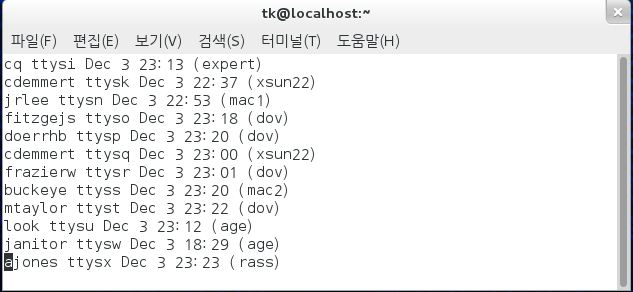 tk@localhost:~
파일(F) 편집(E) 보기(V) 검색(S) 터미널(T) 도움말(H)
cq ttysi Dec 3 23:13 (expert)
cdemmert ttysk Dec 3 22:37 (xsun22)
jrlee ttysn Dec 3 22:53 (mac1)
fitzgejs ttyso Dec 3 23:18 (dov)
doerrhb ttysp Dec 3 23:20 (dov)
cdemmert ttysq Dec 3 23:00 (xsun22)
frazierw ttysr Dec 3 23:01 (dov)
buckeye ttyss Dec 3 23:20 (mac2)
mtaylor ttyst Dec 3 23:22 (dov)
look ttysu Dec 3 23:12 (age)
janitor ttysw Dec 3 18:29 (age)
ajones ttysx Dec 3 23:23 (rass)